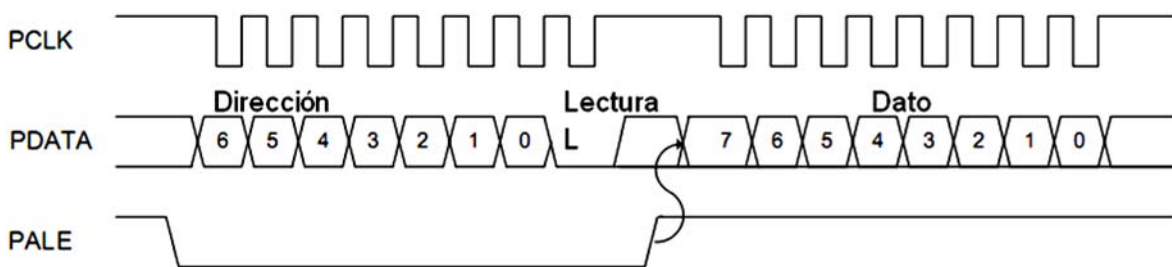 PCLK
Dirección Lectura Dato
PDATA 6 5 4 3 2 1 0 L 7 6 5 4 3 2 1 0
PALE